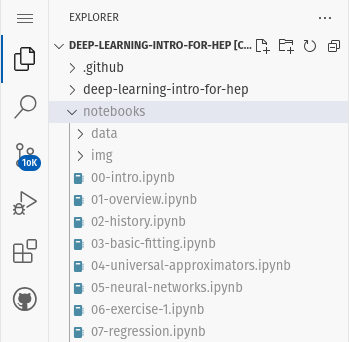 EXPLORER
DEEP-LEARNING-INTRO-FOR-HEP [C...
.github
deep-learning-intro-for-hep
notebooks
data
img
00-intro.ipynb
01-overview.ipynb
02-history.ipynb
10K
03-basic-fitting.ipynb
04-universal-approximators.ipynb
05-neural-networks.ipynb
06-exercise-1.ipynb
07-regression.ipynb